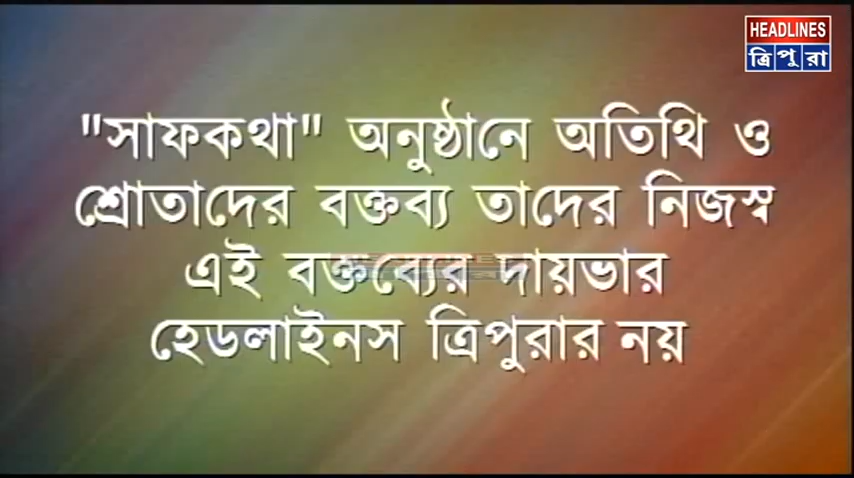 HEADLINES
ত্রিপুরা
"সাফকথা" অনুষ্ঠানে অতিথি ও
শ্রোতাদের বক্তব্য তাদের নিজস্ব
এই বক্তব্যের দায়ভার
হেডলাইনস ত্রিপুরার নয়